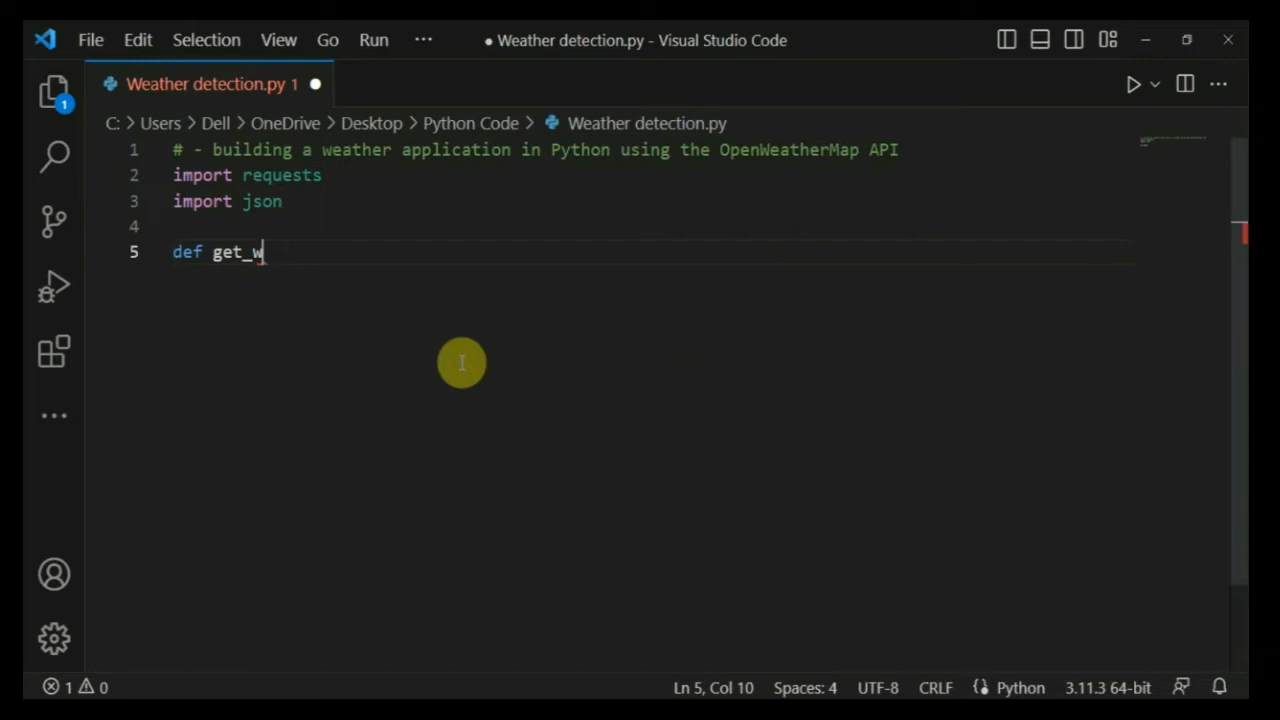 File Edit Selection View Go Run ··· ● Weather detection.py - Visual Studio Code
Weather detection.py 1 ●
C: > Users > Dell > OneDrive > Desktop > Python Code > Weather detection.py
1 # - building a weather application in Python using the OpenWeatherMap API
2 import requests
3 import json
4
5 def get_w
1
1 0 Ln 5, Col 10 Spaces: 4 UTF-8 CRLF Python 3.11.3 64-bit